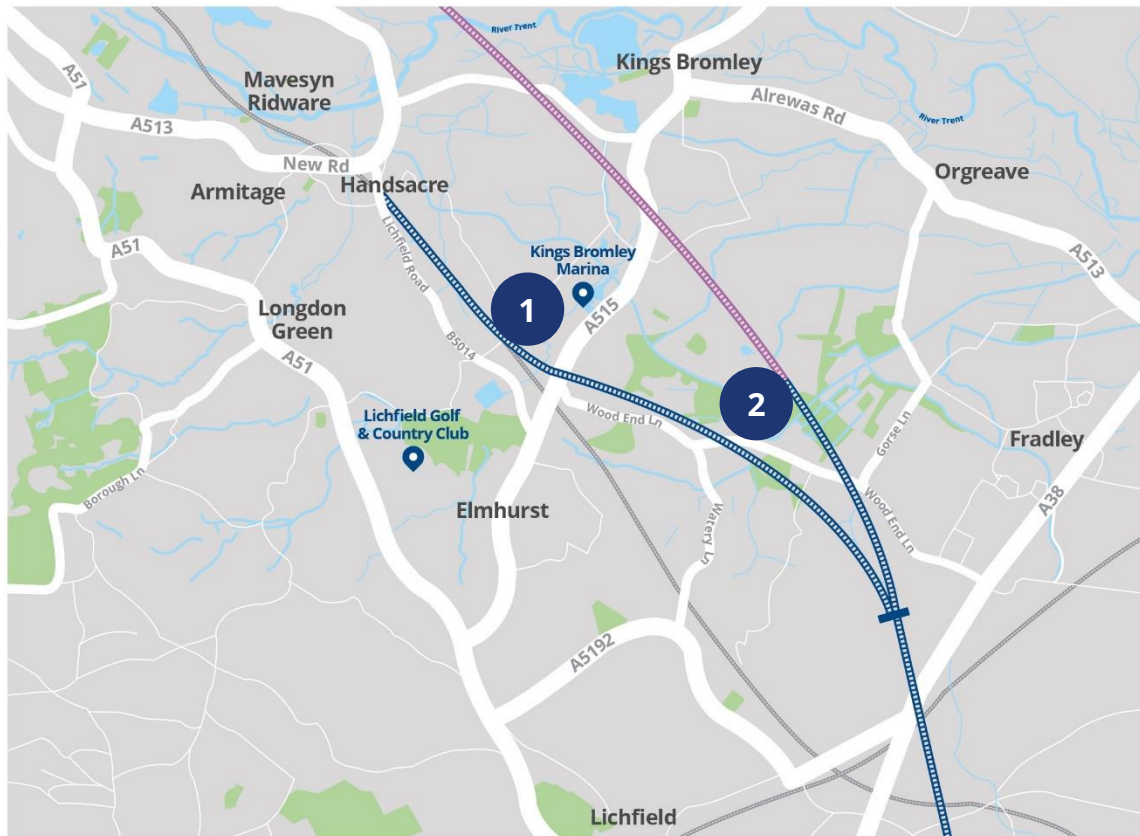 River Trent
A51
Mavesyn
Ridware
Kings Bromley
A513
Alrewas Rd
River Trent
New Rd
Armitage
Handsacre
Orgreave
A51
Lichfield Road
Kings Bromley
Marina
A513
1
A515
Longdon
Green
B5014
A51
2
Wood End Ln
Lichfield Golf
& Country Club
Gorse Ln
Fradley
Borough Ln
Elmhurst
Watery Ln
Wood End Ln
A38
A5192
Lichfield